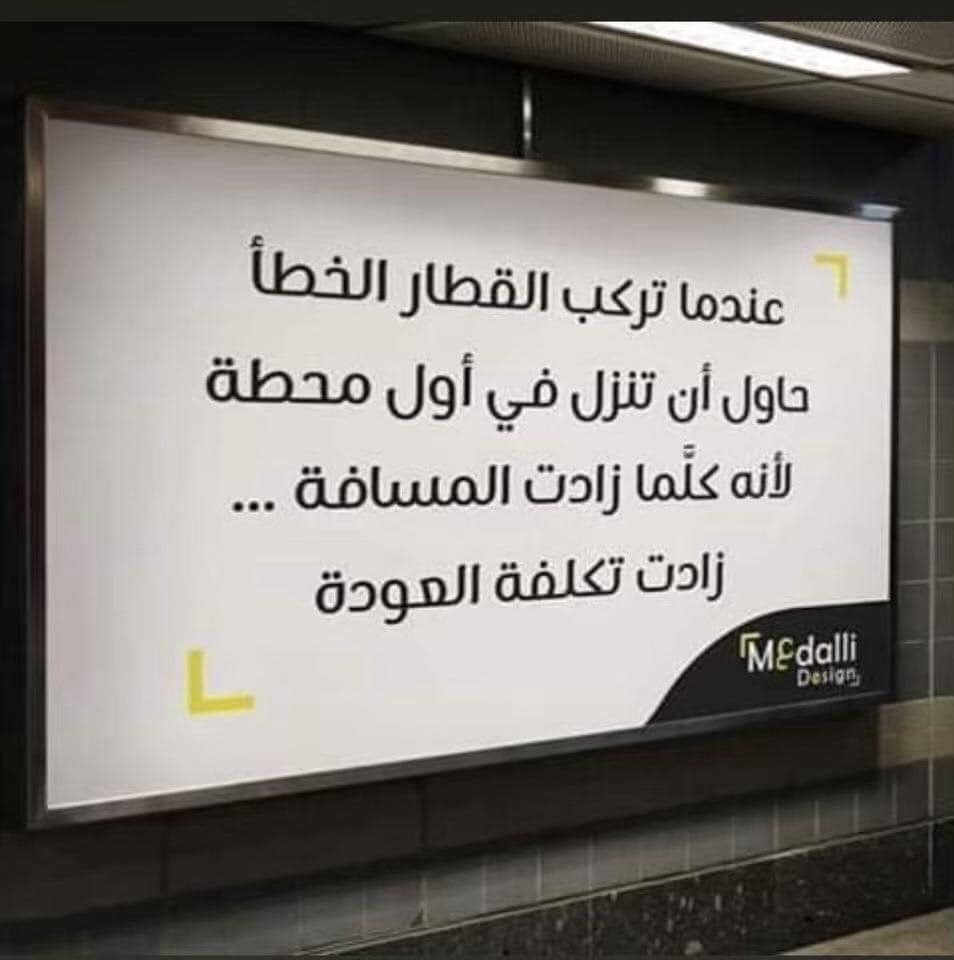 عندما تركب القطار الخطأ
حاول أن تنزل في أول محطة
لأنه كلَّما زادت المسافة ...
زادت تكلفة العودة
Medalli
Design